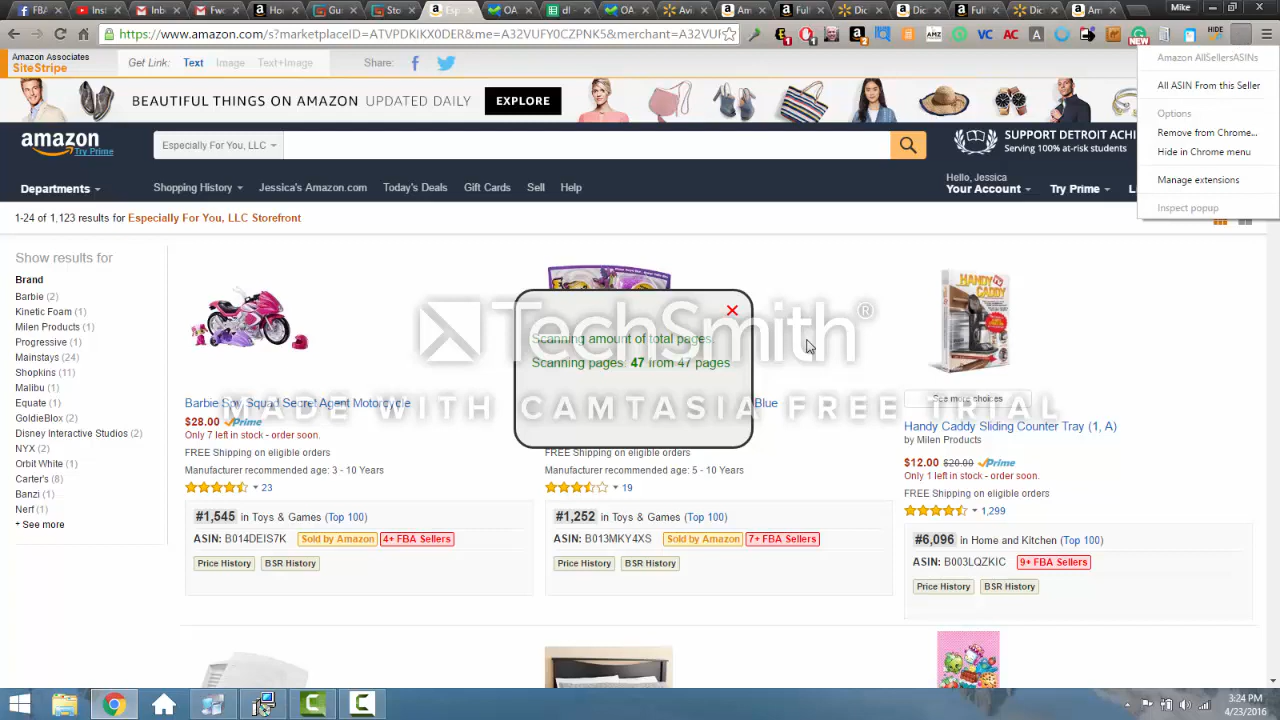 Mike
https://www.amazon.com/s?marketplaceID=ATVPDKIKX0DER&me=A32VUFY0CZPNK5&merchant=A32VUF
NEW
HIDE
Amazon Associates
SiteStripe
Get Link: Text Image Text+Image
Share:
Amazon AllSellersASINs
All ASIN From this Seller
Options
Remove from Chrome...
Hide in Chrome menu
Manage extensions
Inspect popup
BEAUTIFUL THINGS ON AMAZON UPDATED DAILY
EXPLORE
amazon
Try Prime
Especially For You, LLC
SUPPORT DETROIT ACHI
Serving 100% at-risk students
Departments
Shopping History
Jessica's Amazon.com
Today's Deals
Gift Cards
Sell
Help
Hello, Jessica
Your Account
Try Prime
1-24 of 1,123 results for Especially For You, LLC Storefront
Show results for
Brand
Barbie (2)
Kinetic Foam (1)
Milen Products (1)
Progressive (1)
Mainstays (24)
Shopkins (11)
Malibu (1)
Equate (1)
GoldieBlox (2)
Disney Interactive Studios (2)
NYX (2)
Orbit White (1)
Carter's (8)
Banzi (1)
Nerf (1)
+ See more
Scanning amount of total pages.
Scanning pages: 47 from 47 pages
TechSmith®
MADE WITH CAMTASIA FREE TRIAL
HANDY CADDY
Barbie Spy Squad Secret Agent Motorcycle
$28.00 Prime
Only 7 left in stock - order soon.
FREE Shipping on eligible orders
Manufacturer recommended age: 3 - 10 Years
23
#1,545 in Toys & Games (Top 100)
ASIN: B014DEIS7K Sold by Amazon 4+ FBA Sellers
Price History BSR History
Blue
FREE Shipping on eligible orders
Manufacturer recommended age: 5 - 10 Years
19
#1,252 in Toys & Games (Top 100)
ASIN: B013MKY4XS Sold by Amazon 7+ FBA Sellers
Price History BSR History
See more choices
Handy Caddy Sliding Counter Tray (1, A)
by Milen Products
$12.00 $20.00 Prime
Only 1 left in stock - order soon.
FREE Shipping on eligible orders
1,299
#6,096 in Home and Kitchen (Top 100)
ASIN: B003LQZKIC 9+ FBA Sellers
Price History BSR History
3:24 PM
4/23/2016